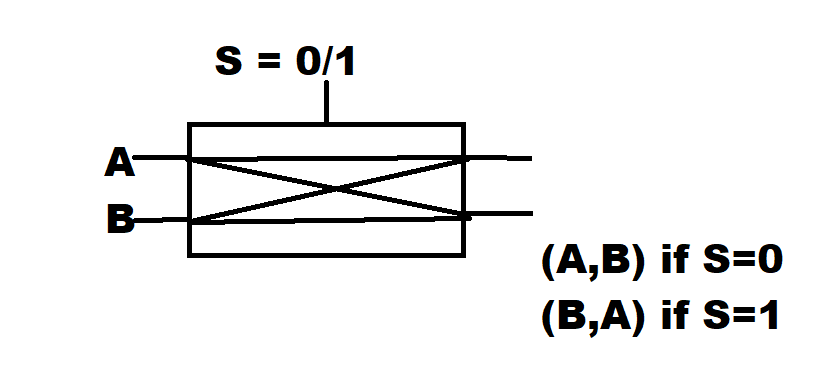 S = 0/1
A
B
(A,B) if S=0
(B,A) if S=1